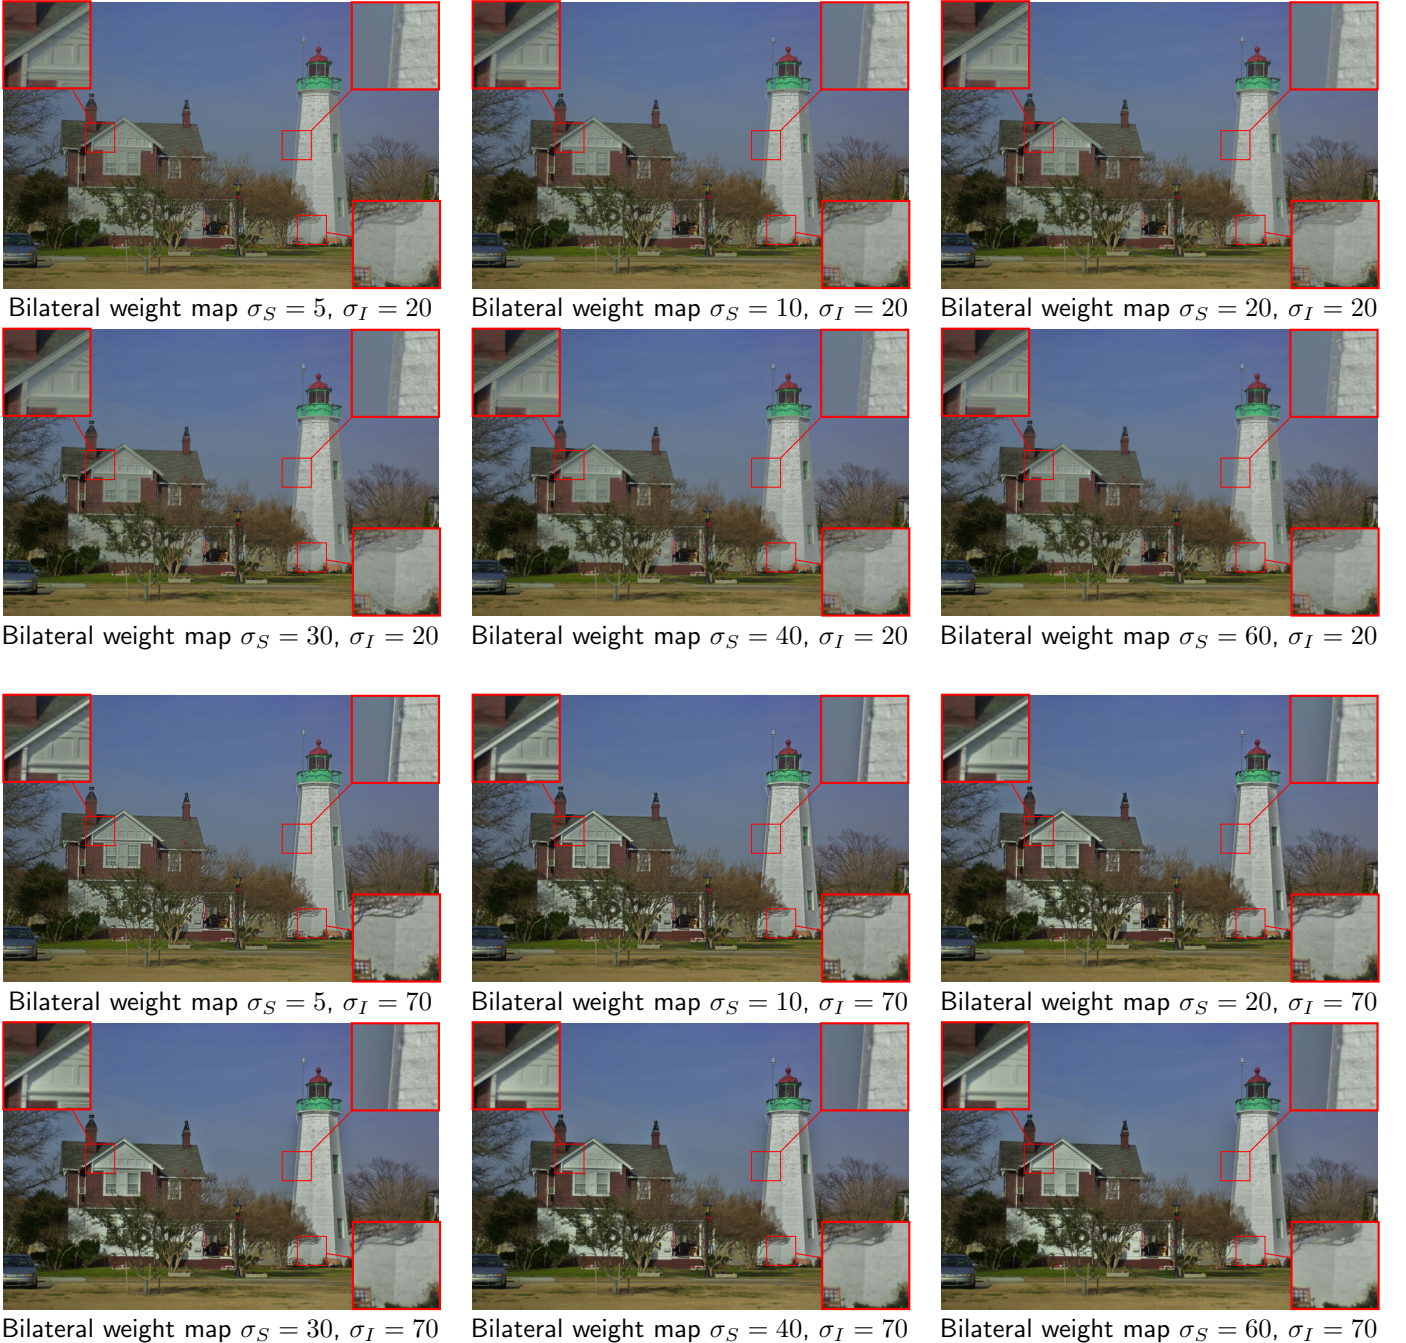 Bilateral weight map σ_S = 5, σ_I = 20
Bilateral weight map σ_S = 10, σ_I = 20
Bilateral weight map σ_S = 20, σ_I = 20
Bilateral weight map σ_S = 30, σ_I = 20
Bilateral weight map σ_S = 40, σ_I = 20
Bilateral weight map σ_S = 60, σ_I = 20
Bilateral weight map σ_S = 5, σ_I = 70
Bilateral weight map σ_S = 10, σ_I = 70
Bilateral weight map σ_S = 20, σ_I = 70
Bilateral weight map σ_S = 30, σ_I = 70
Bilateral weight map σ_S = 40, σ_I = 70
Bilateral weight map σ_S = 60, σ_I = 70